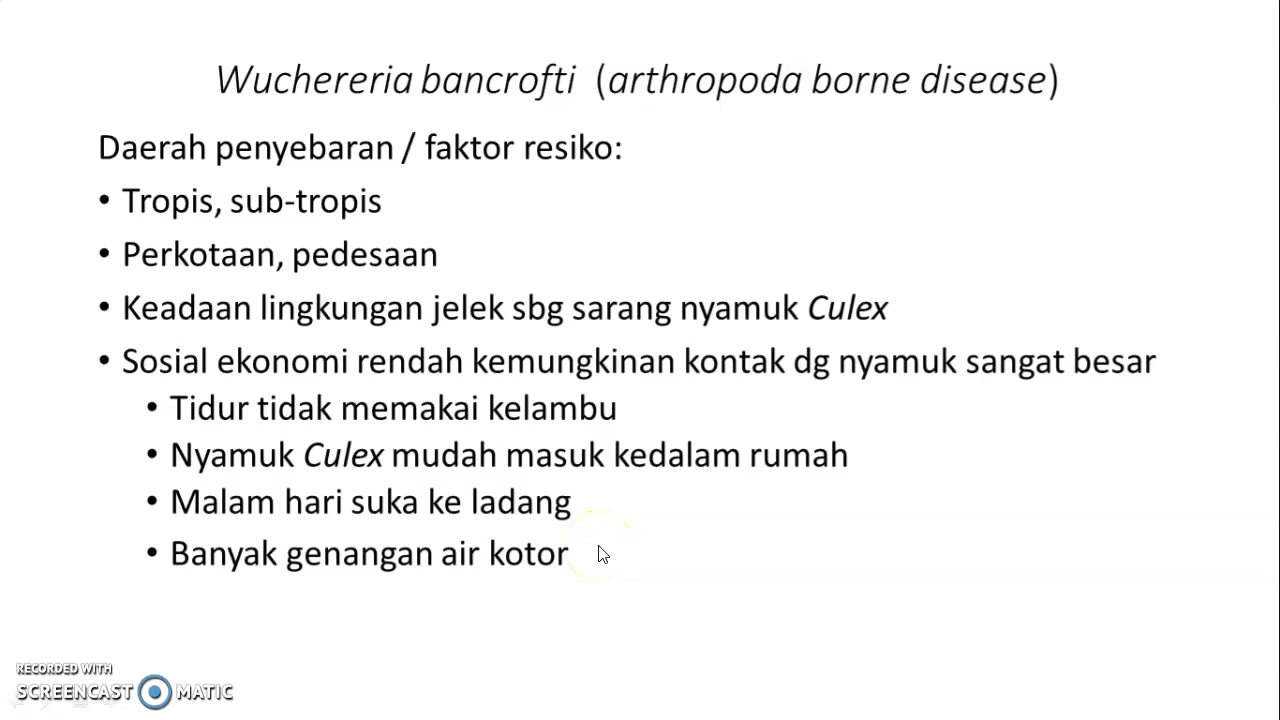 Wuchereria bancrofti (arthropoda borne disease)
Daerah penyebaran / faktor resiko:
• Tropis, sub-tropis
• Perkotaan, pedesaan
• Keadaan lingkungan jelek sbg sarang nyamuk Culex
• Sosial ekonomi rendah kemungkinan kontak dg nyamuk sangat besar
• Tidur tidak memakai kelambu
• Nyamuk Culex mudah masuk kedalam rumah
• Malam hari suka ke ladang
• Banyak genangan air kotor
RECORDED WITH
SCREENCAST MATIC